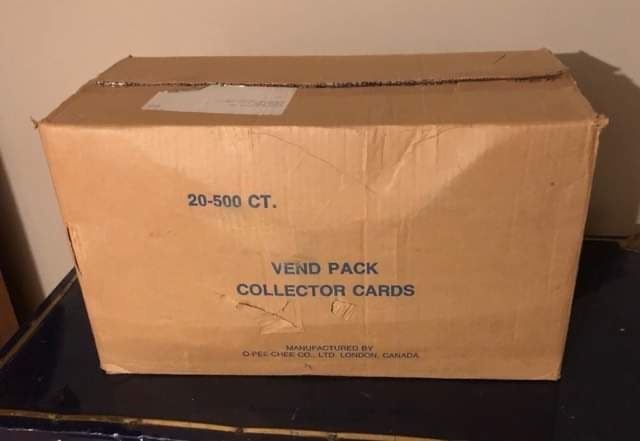 20-500 CT.
VEND PACK
COLLECTOR CARDS
MANUFACTURED BY
O-PEE-CHEE CO., LTD. LONDON, CANADA